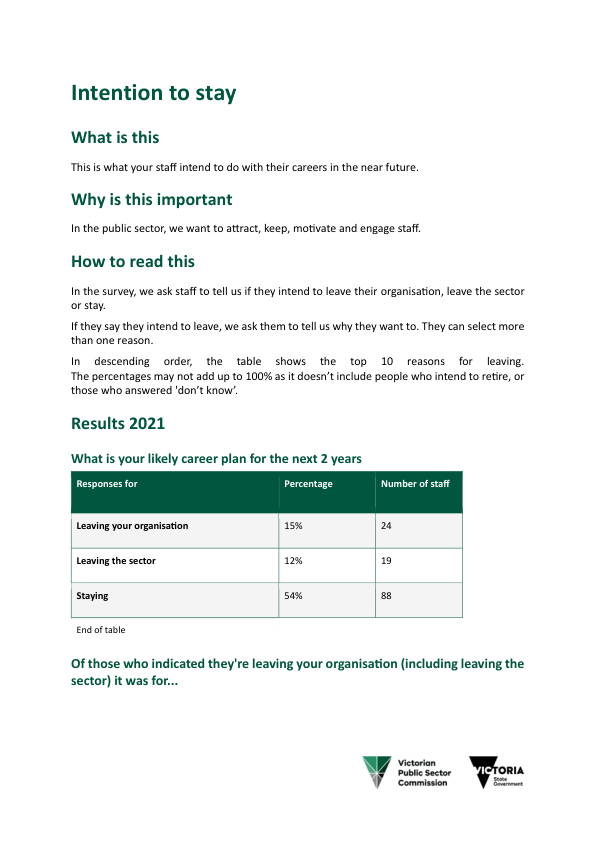 Intention to stay
What is this
This is what your staff intend to do with their careers in the near future.
Why is this important
In the public sector, we want to attract, keep, motivate and engage staff.
How to read this
In the survey, we ask staff to tell us if they intend to leave their organisation, leave the sector
or stay.
If they say they intend to leave, we ask them to tell us why they want to. They can select more
than one reason.
In descending order, the table shows the top 10 reasons for leaving.
The percentages may not add up to 100% as it doesn’t include people who intend to retire, or
those who answered 'don’t know’.
Results 2021
What is your likely career plan for the next 2 years
Responses for Percentage Number of staff
Leaving your organisation 15% 24
Leaving the sector 12% 19
Staying 54% 88
End of table
Of those who indicated they're leaving your organisation (including leaving the
sector) it was for...
Victorian
Public Sector
Commission
VICTORIA
State
Government